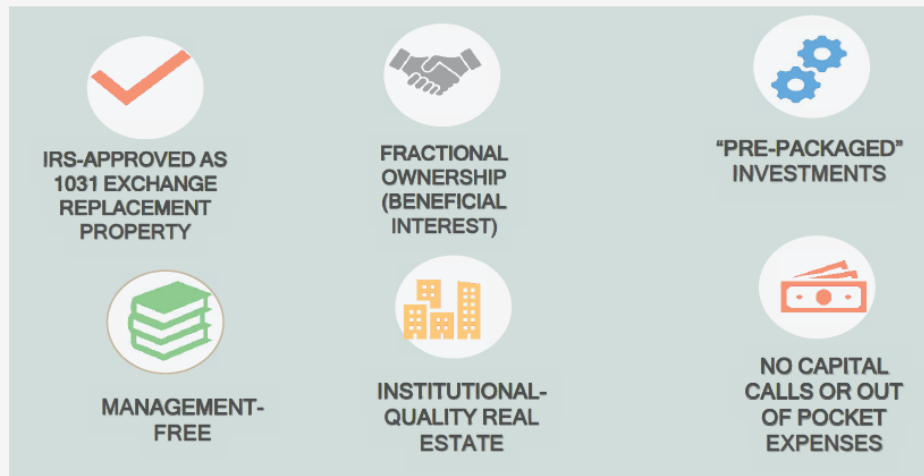 IRS-APPROVED AS
1031 EXCHANGE
REPLACEMENT
PROPERTY
FRACTIONAL
OWNERSHIP
(BENEFICIAL
INTEREST)
“PRE-PACKAGED”
INVESTMENTS
MANAGEMENT-
FREE
INSTITUTIONAL-
QUALITY REAL
ESTATE
NO CAPITAL
CALLS OR OUT
OF POCKET
EXPENSES